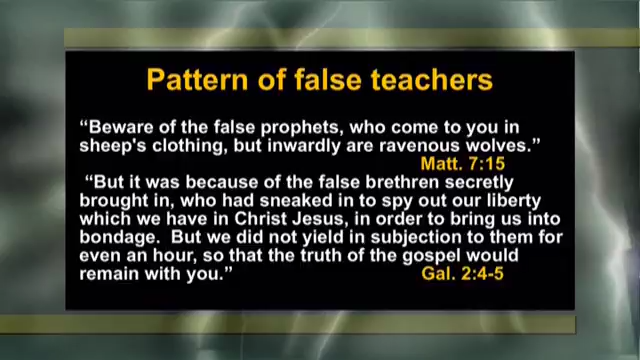 Pattern of false teachers
“Beware of the false prophets, who come to you in
sheep's clothing, but inwardly are ravenous wolves.”
Matt. 7:15
“But it was because of the false brethren secretly
brought in, who had sneaked in to spy out our liberty
which we have in Christ Jesus, in order to bring us into
bondage.  But we did not yield in subjection to them for
even an hour, so that the truth of the gospel would
remain with you.” Gal. 2:4-5